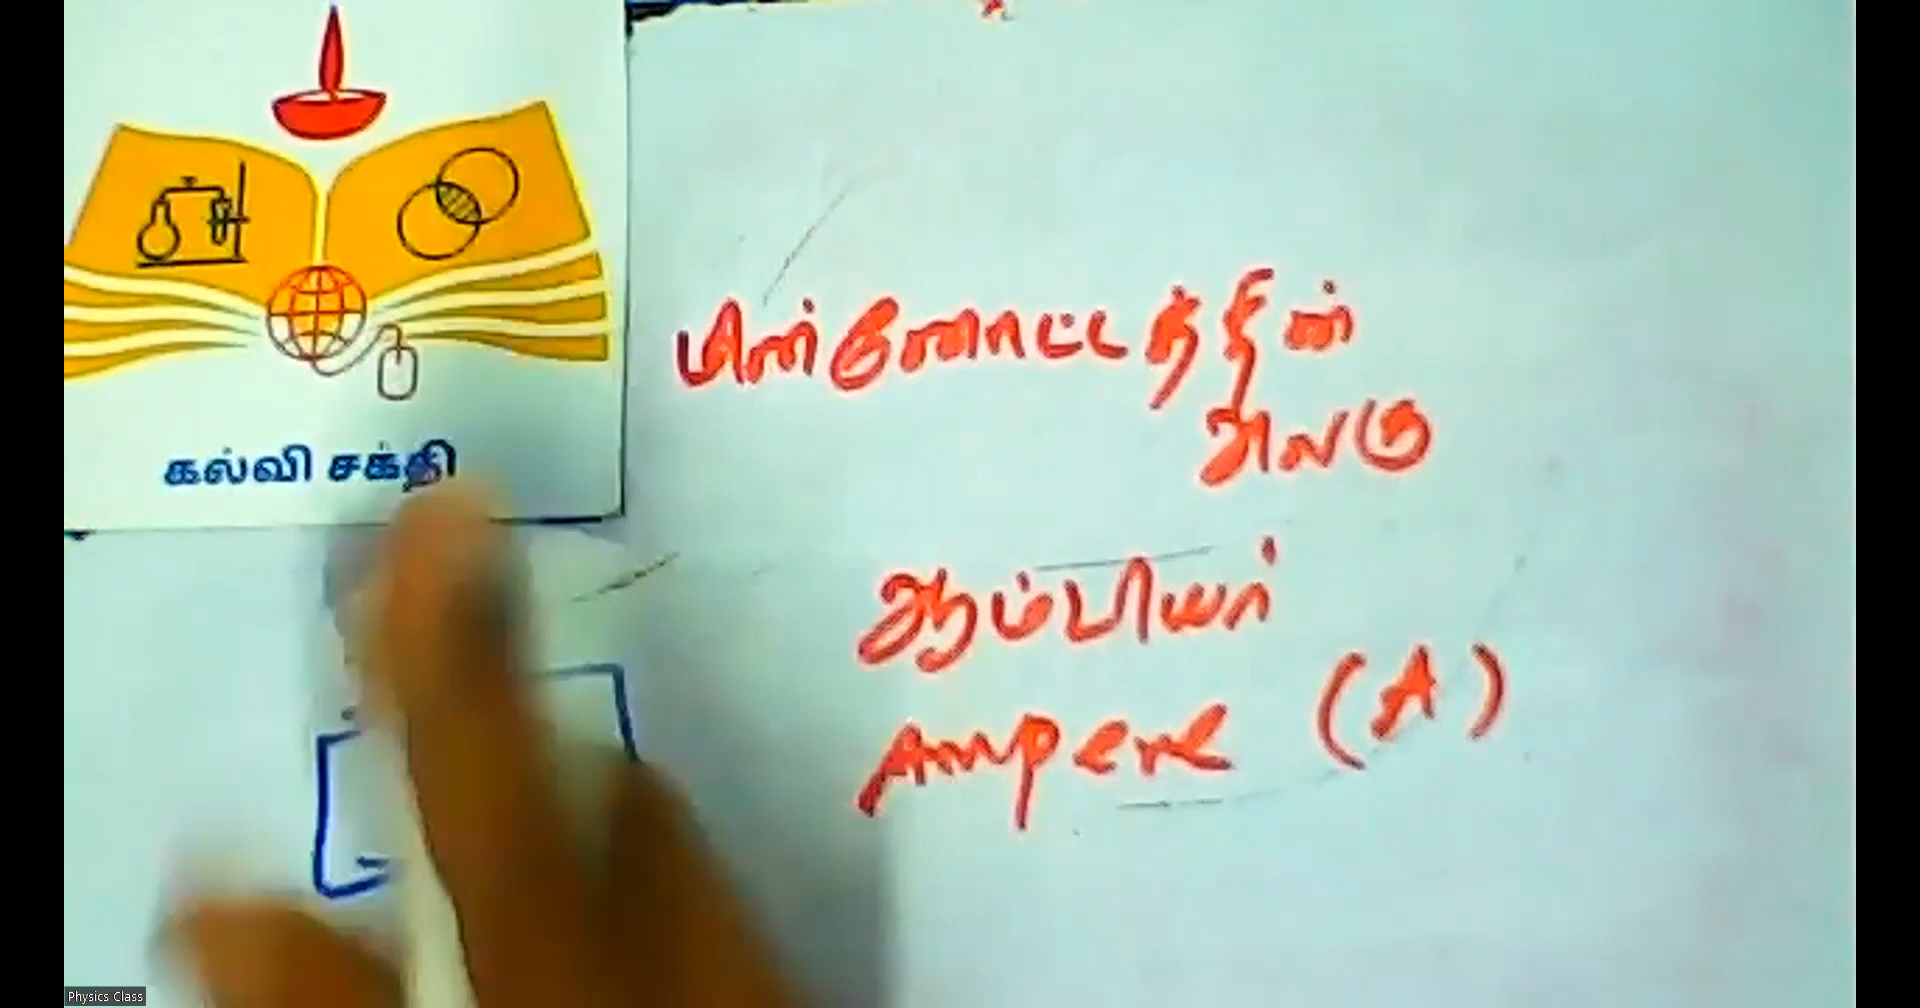 கல்வி சக்தி
மின்னோட்டத்தின்
அலகு
ஆம்பியர்
Ampere (A)
Physics Class